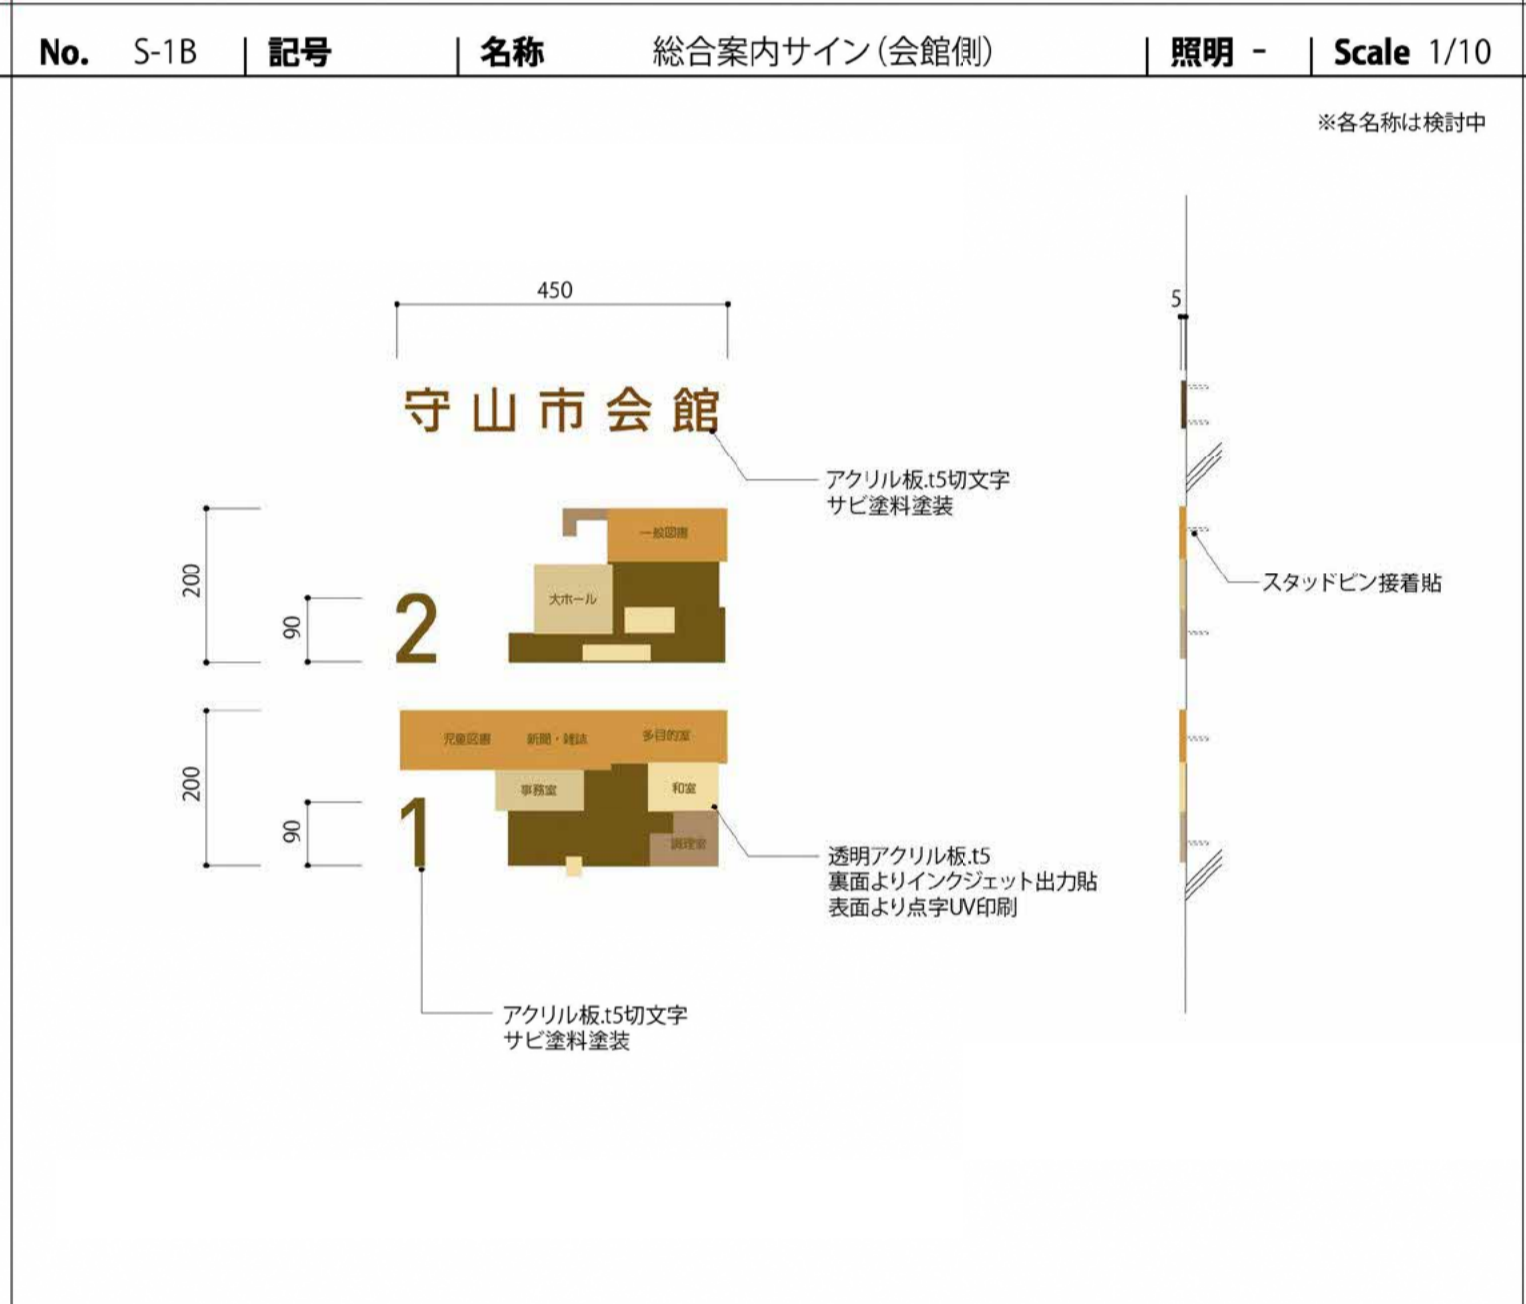 No. S-1B 記号 名称 総合案内サイン(会館側) 照明 - Scale 1/10
※各名称は検討中
450
5
守山市会館
アクリル板.t5切文字
サビ塗料塗装
一般図書
大ホール
200
90
2
スタッドピン接着貼
児童図書 新聞・雑誌 多目的室
事務室 和室
調理室
200
90
1
透明アクリル板.t5
裏面よりインクジェット出力貼
表面より点字UV印刷
アクリル板.t5切文字
サビ塗料塗装